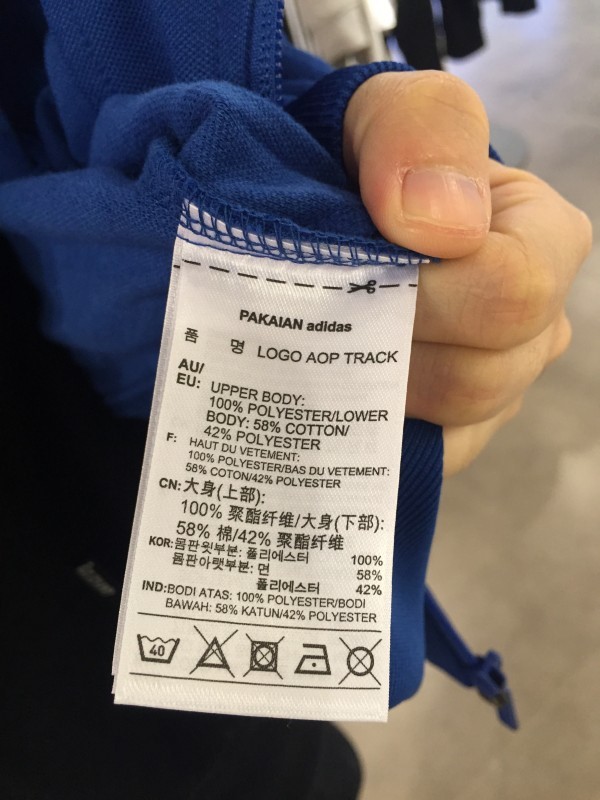 PAKAIAN adidas
품 명 LOGO AOP TRACK
AU/
EU: UPPER BODY:
100% POLYESTER/LOWER
BODY: 58% COTTON/
42% POLYESTER
F: HAUT DU VETEMENT:
100% POLYESTER/BAS DU VETEMENT:
58% COTON/42% POLYESTER
CN: 大身(上部):
100% 聚酯纤维/大身(下部):
58% 棉/42% 聚酯纤维
KOR: 몸판윗부분: 폴리에스터 100%
몸판아랫부분: 면 58%
폴리에스터 42%
IND: BODI ATAS: 100% POLYESTER/BODI
BAWAH: 58% KATUN/42% POLYESTER
40